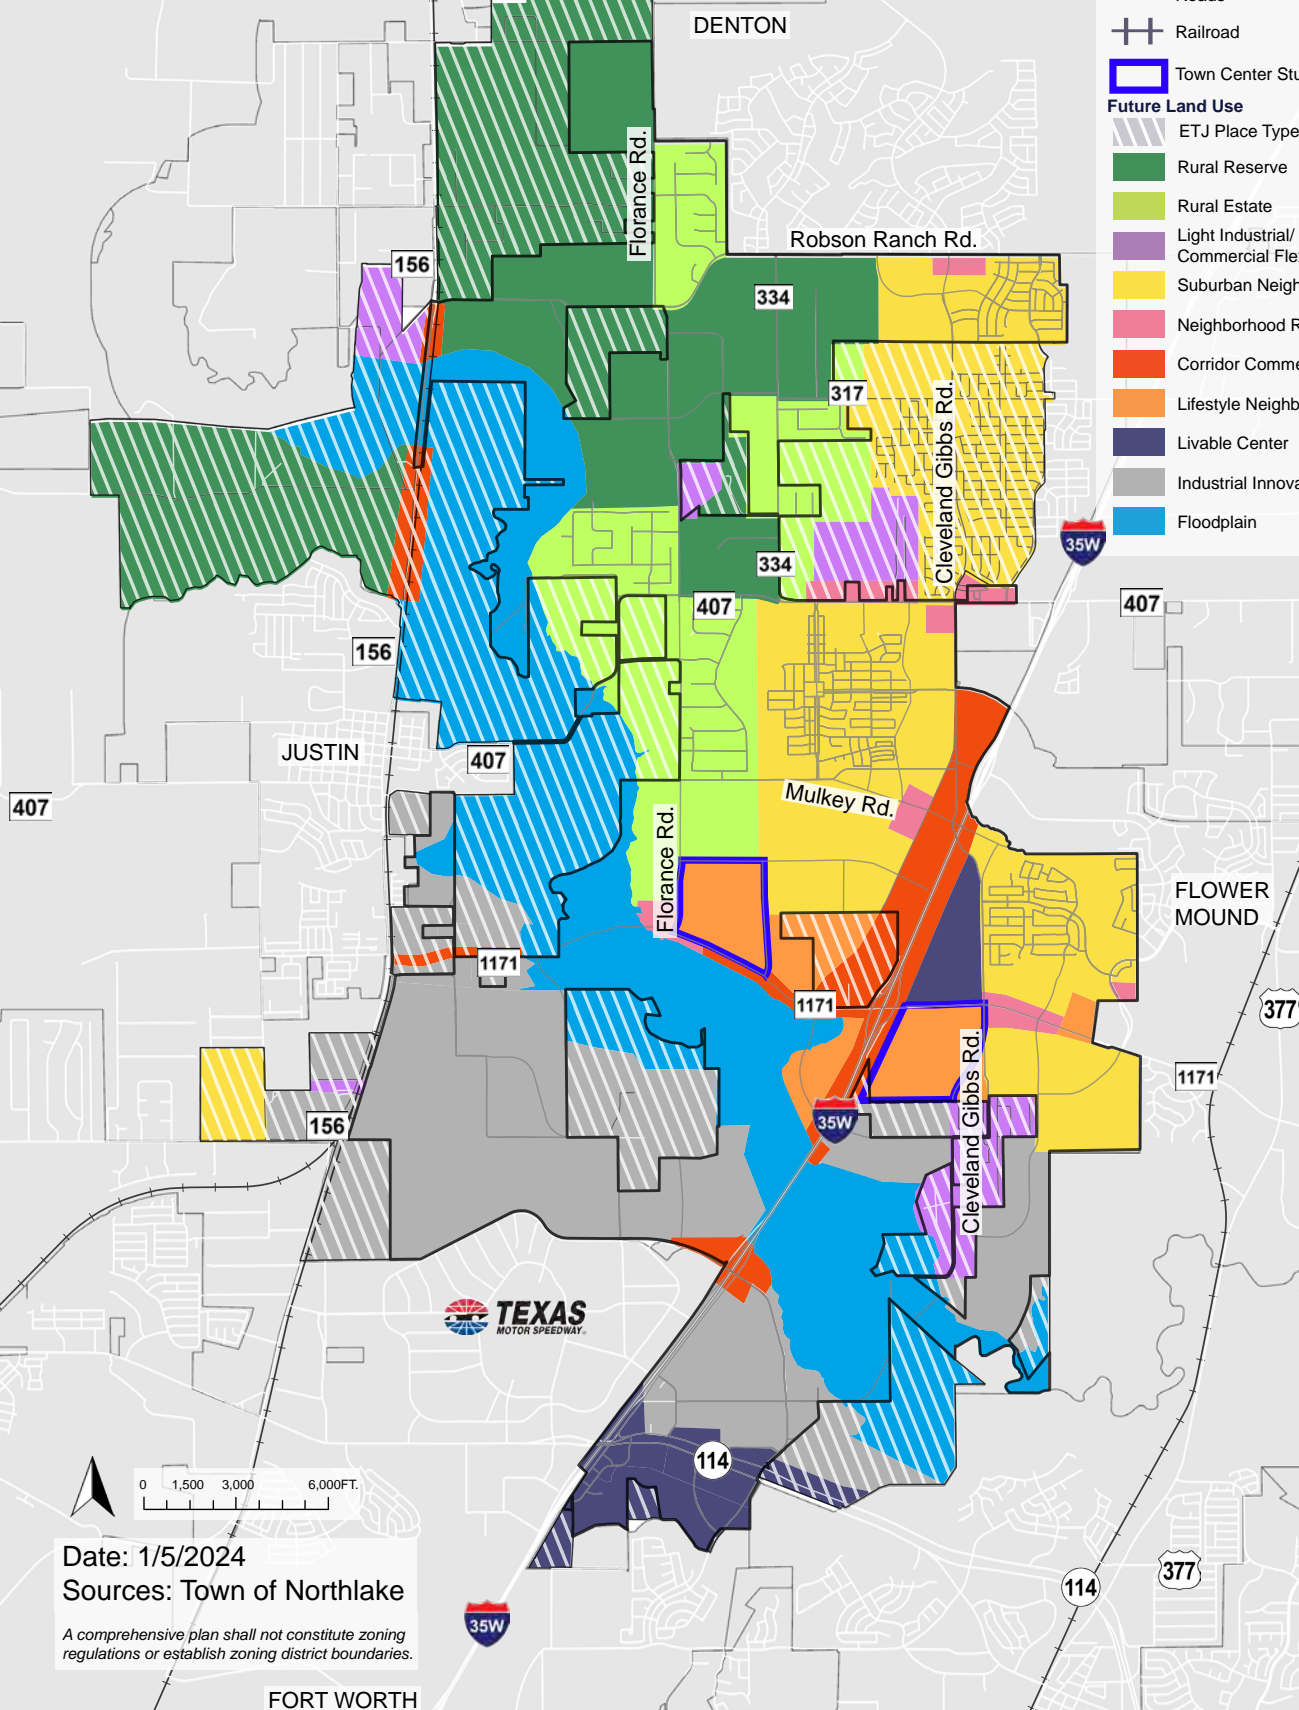 DENTON
Railroad
Town Center Stu
Future Land Use
ETJ Place Type
Rural Reserve
Rural Estate
Light Industrial/
Commercial Fle
Suburban Neigh
Neighborhood R
Corridor Comme
Lifestyle Neighb
Livable Center
Industrial Innova
Floodplain
Florance Rd.
Robson Ranch Rd.
156
334
317
Cleveland Gibbs Rd.
35W
334
407
407
156
JUSTIN
407
407
Mulkey Rd.
Florance Rd.
FLOWER
MOUND
1171
1171
377
Cleveland Gibbs Rd.
1171
156
35W
TEXAS
MOTOR SPEEDWAY
114
0 1,500 3,000 6,000FT.
Date: 1/5/2024
Sources: Town of Northlake
A comprehensive plan shall not constitute zoning
regulations or establish zoning district boundaries.
377
114
35W
FORT WORTH